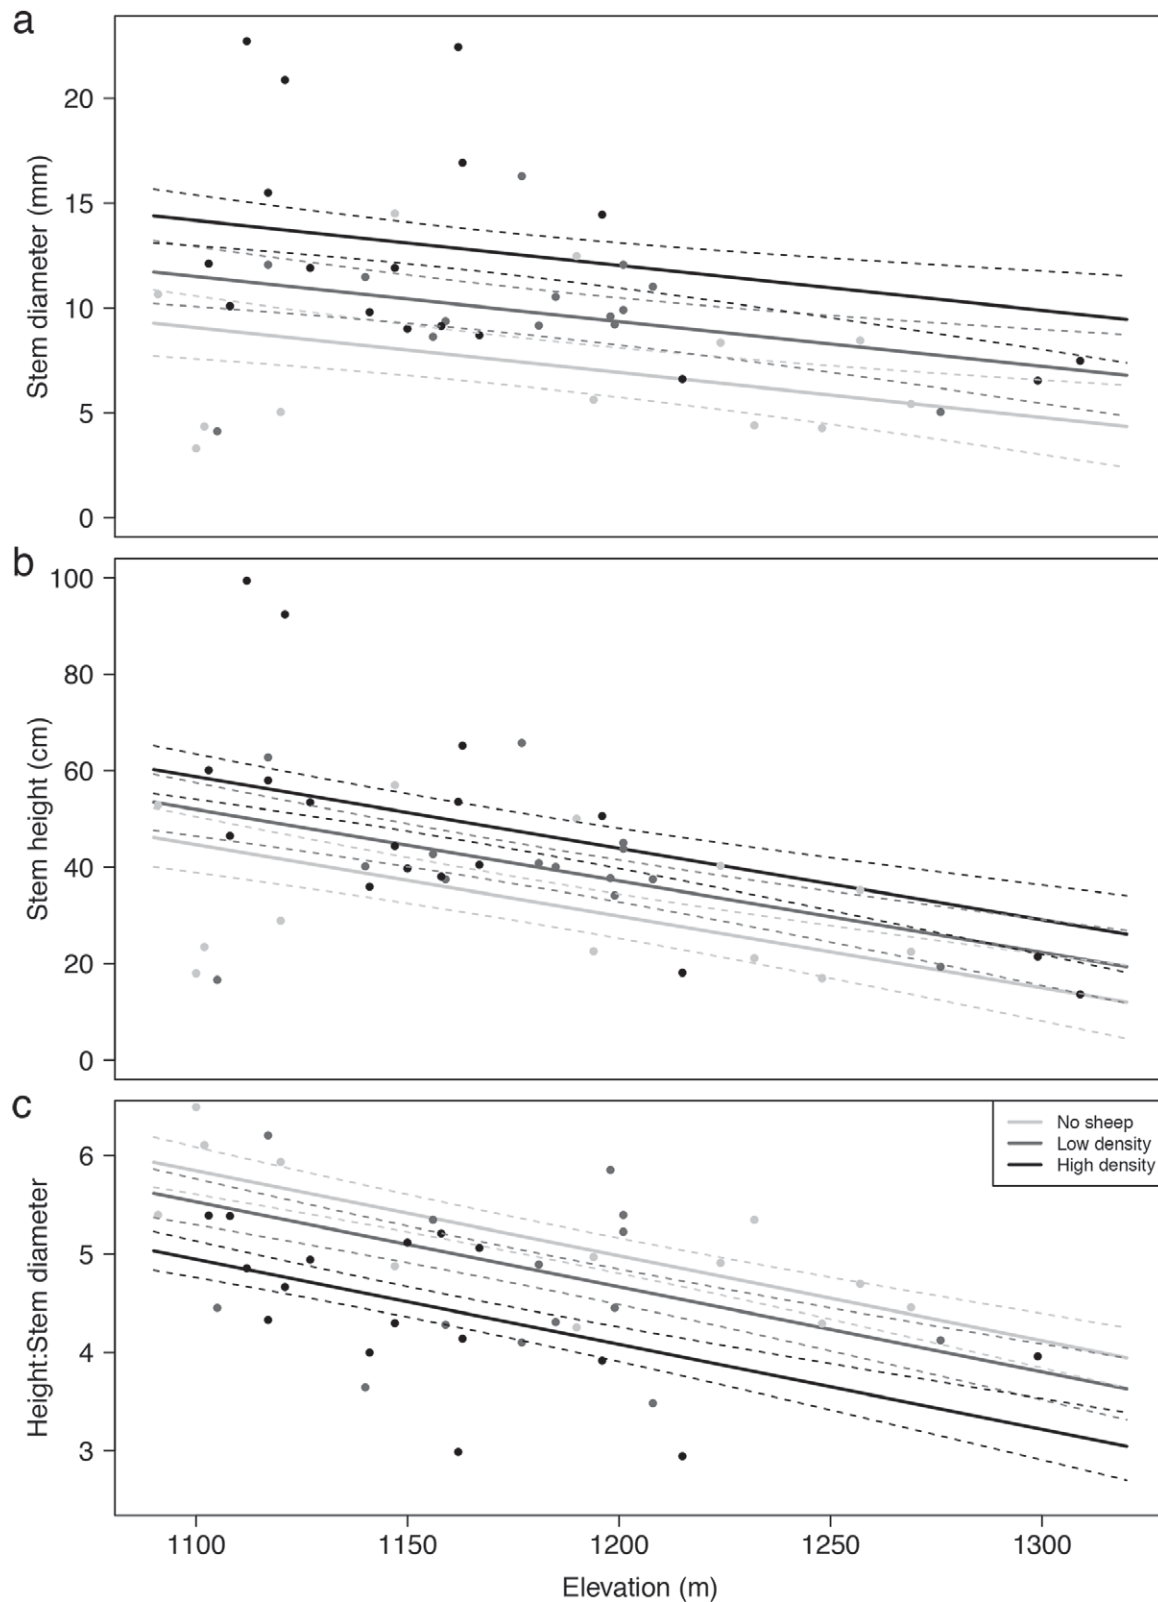 a
20
15
10
5
0
Stem diameter (mm)
b
100
80
60
40
20
0
Stem height (cm)
c
No sheep
Low density
High density
6
5
4
3
Height:Stem diameter
1100 1150 1200 1250 1300
Elevation (m)